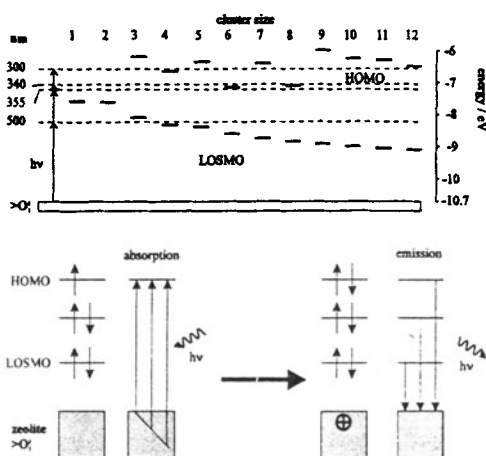 cluster size
nm 1 2 3 4 5 6 7 8 9 10 11 12
-6
300
HOMO
340
-7
355
-8
500
hν
LOSMO
-9
-10
>O¦ -10.7
energy / eV
absorption emission
HOMO
LOSMO
hν hν
zeolite